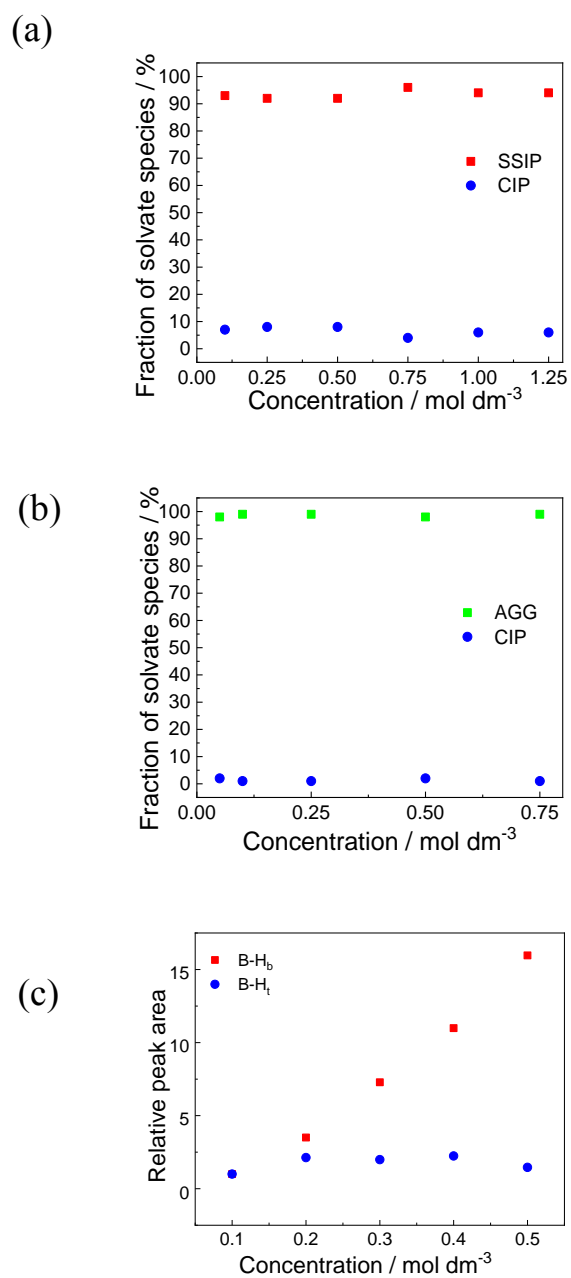 (a)
Fraction of solvate species / %
100
90
80
70
60
50
40
30
20
10
0
SSIP
CIP
0.00 0.25 0.50 0.75 1.00 1.25
Concentration / mol dm-3
(b)
Fraction of solvate species / %
100
90
80
70
60
50
40
30
20
10
0
AGG
CIP
0.00 0.25 0.50 0.75
Concentration / mol dm-3
(c)
Relative peak area
15
10
5
0
B-Hb
B-Ht
0.1 0.2 0.3 0.4 0.5
Concentration / mol dm-3